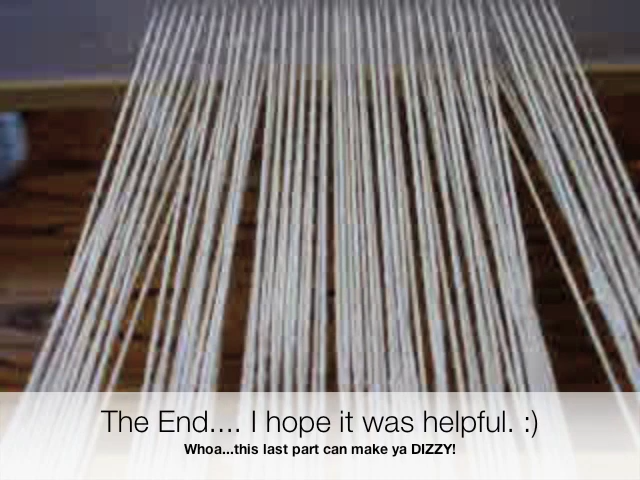 The End.... I hope it was helpful. :)
Whoa...this last part can make ya DIZZY!